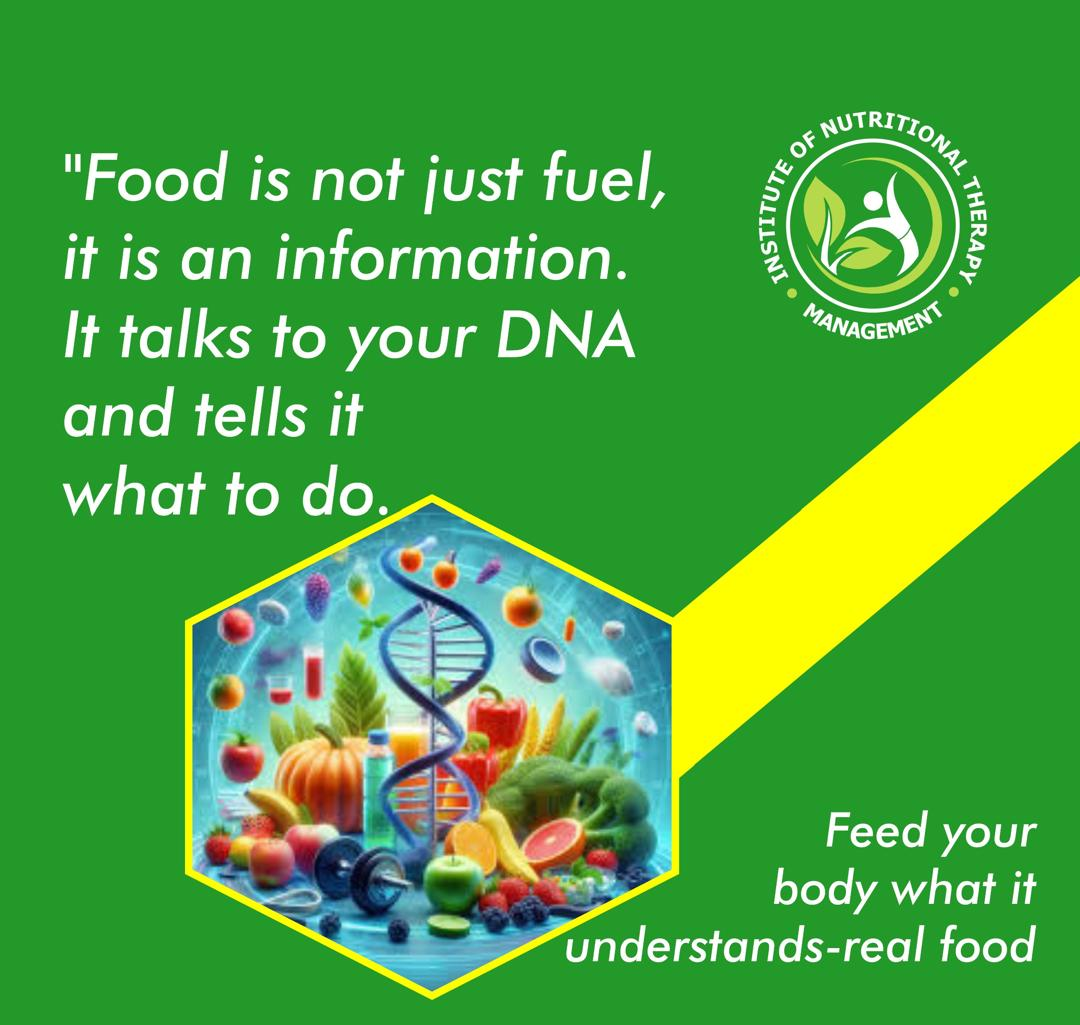 "Food is not just fuel,
it is an information.
It talks to your DNA
and tells it
what to do.
INSTITUTE OF NUTRITIONAL THERAPY
MANAGEMENT
Feed your
body what it
understands-real food